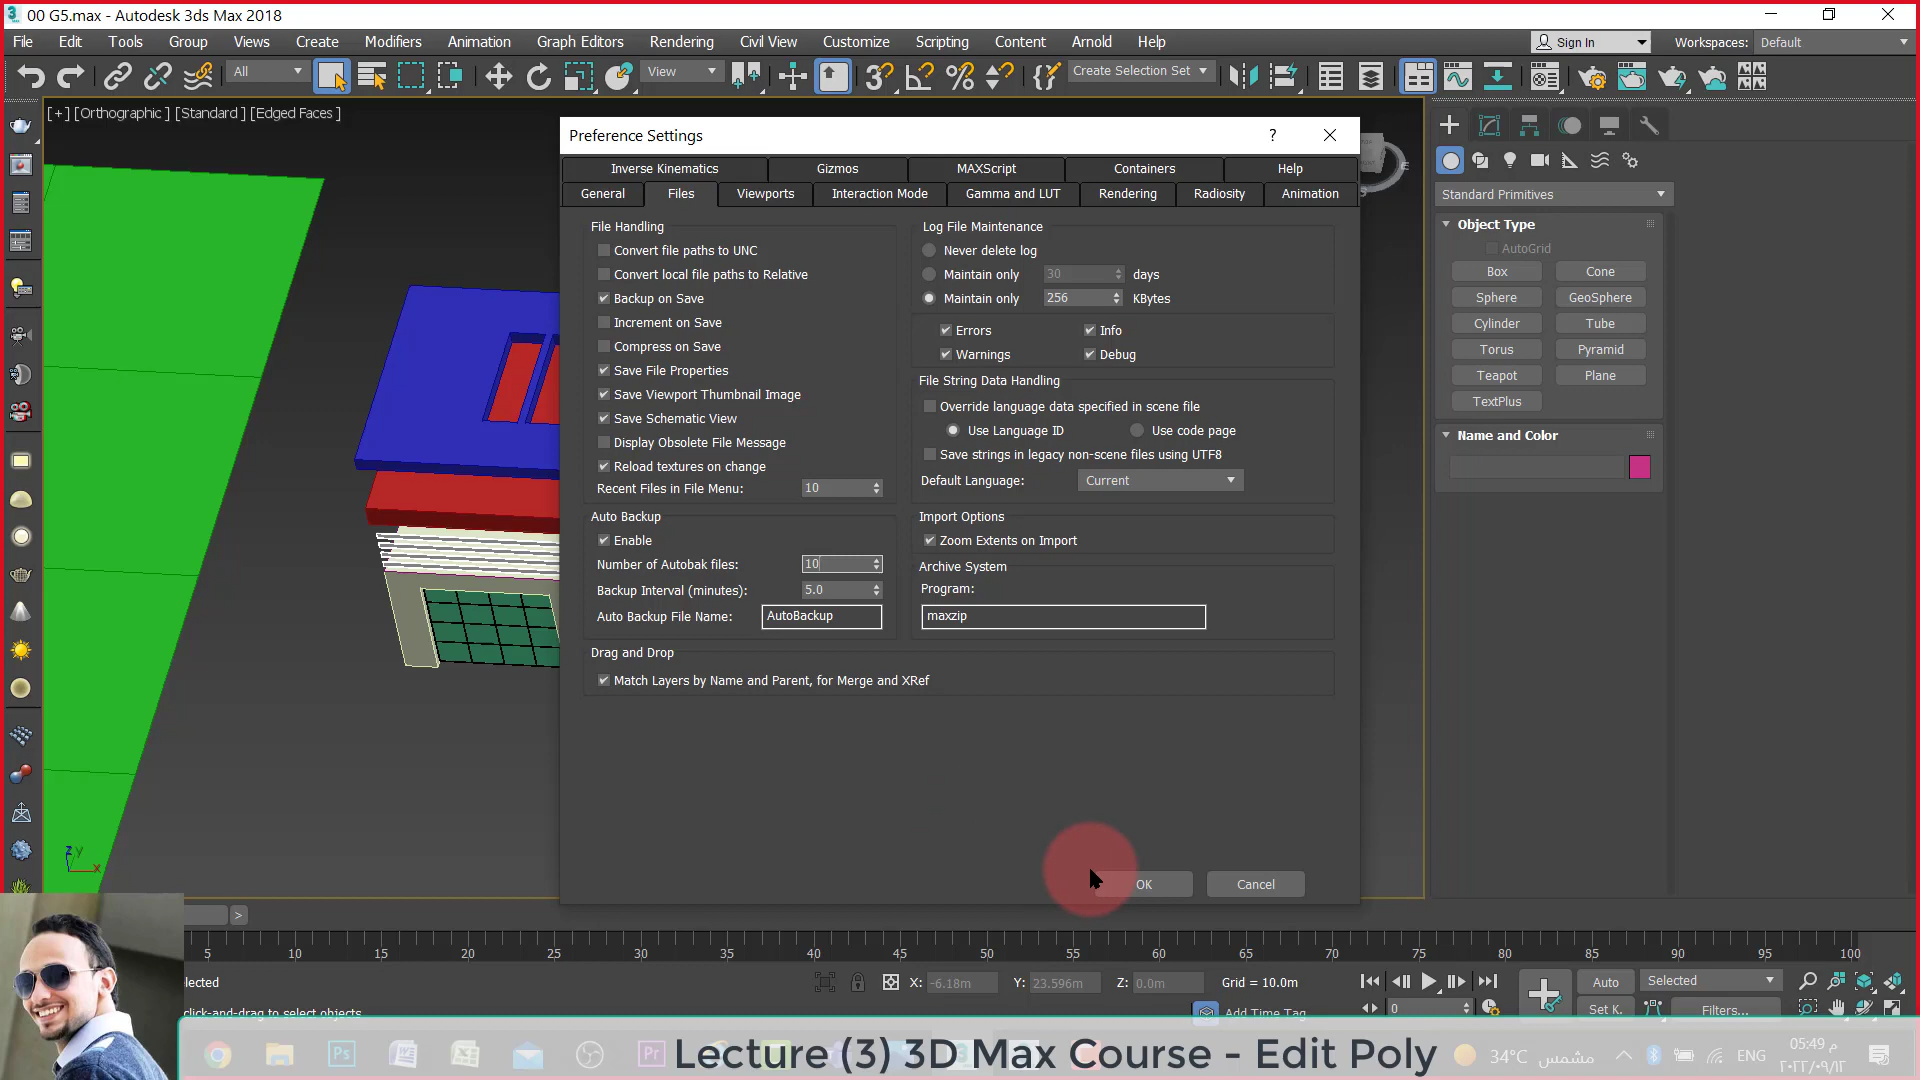 00 G5.max - Autodesk 3ds Max 2018
File Edit Tools Group Views Create Modifiers Animation Graph Editors Rendering Civil View Customize Scripting Content Arnold Help
Sign In Workspaces: Default
All View Create Selection Set
[+] [Orthographic] [Standard] [Edged Faces]
Preference Settings
Inverse Kinematics Gizmos MAXScript Containers Help
General Files Viewports Interaction Mode Gamma and LUT Rendering Radiosity Animation
File Handling
Convert file paths to UNC
Convert local file paths to Relative
Backup on Save
Increment on Save
Compress on Save
Save File Properties
Save Viewport Thumbnail Image
Save Schematic View
Display Obsolete File Message
Reload textures on change
Recent Files in File Menu: 10
Auto Backup
Enable
Number of Autobak files: 10
Backup Interval (minutes): 5.0
Auto Backup File Name: AutoBackup
Drag and Drop
Match Layers by Name and Parent, for Merge and XRef
Log File Maintenance
Never delete log
Maintain only 30 days
Maintain only 256 KBytes
Errors Info
Warnings Debug
File String Data Handling
Override language data specified in scene file
Use Language ID Use code page
Save strings in legacy non-scene files using UTF8
Default Language: Current
Import Options
Zoom Extents on Import
Archive System
Program:
maxzip
OK Cancel
Standard Primitives
Object Type
AutoGrid
Box Cone
Sphere GeoSphere
Cylinder Tube
Torus Pyramid
Teapot Plane
TextPlus
Name and Color
5 10 15 20 25 30 35 40 45 50 55 60 65 70 75 80 85 90 95 100
X: -6.18m Y: 23.596m Z: 0.0m Grid = 10.0m
Auto Selected
click-and-drag to select objects
Add Time Tag
0
Set K. Filters...
Lecture (3) 3D Max Course - Edit Poly
34°C مشمس
ENG
05:49 م
٢٠٢٢/٠٩/١٢